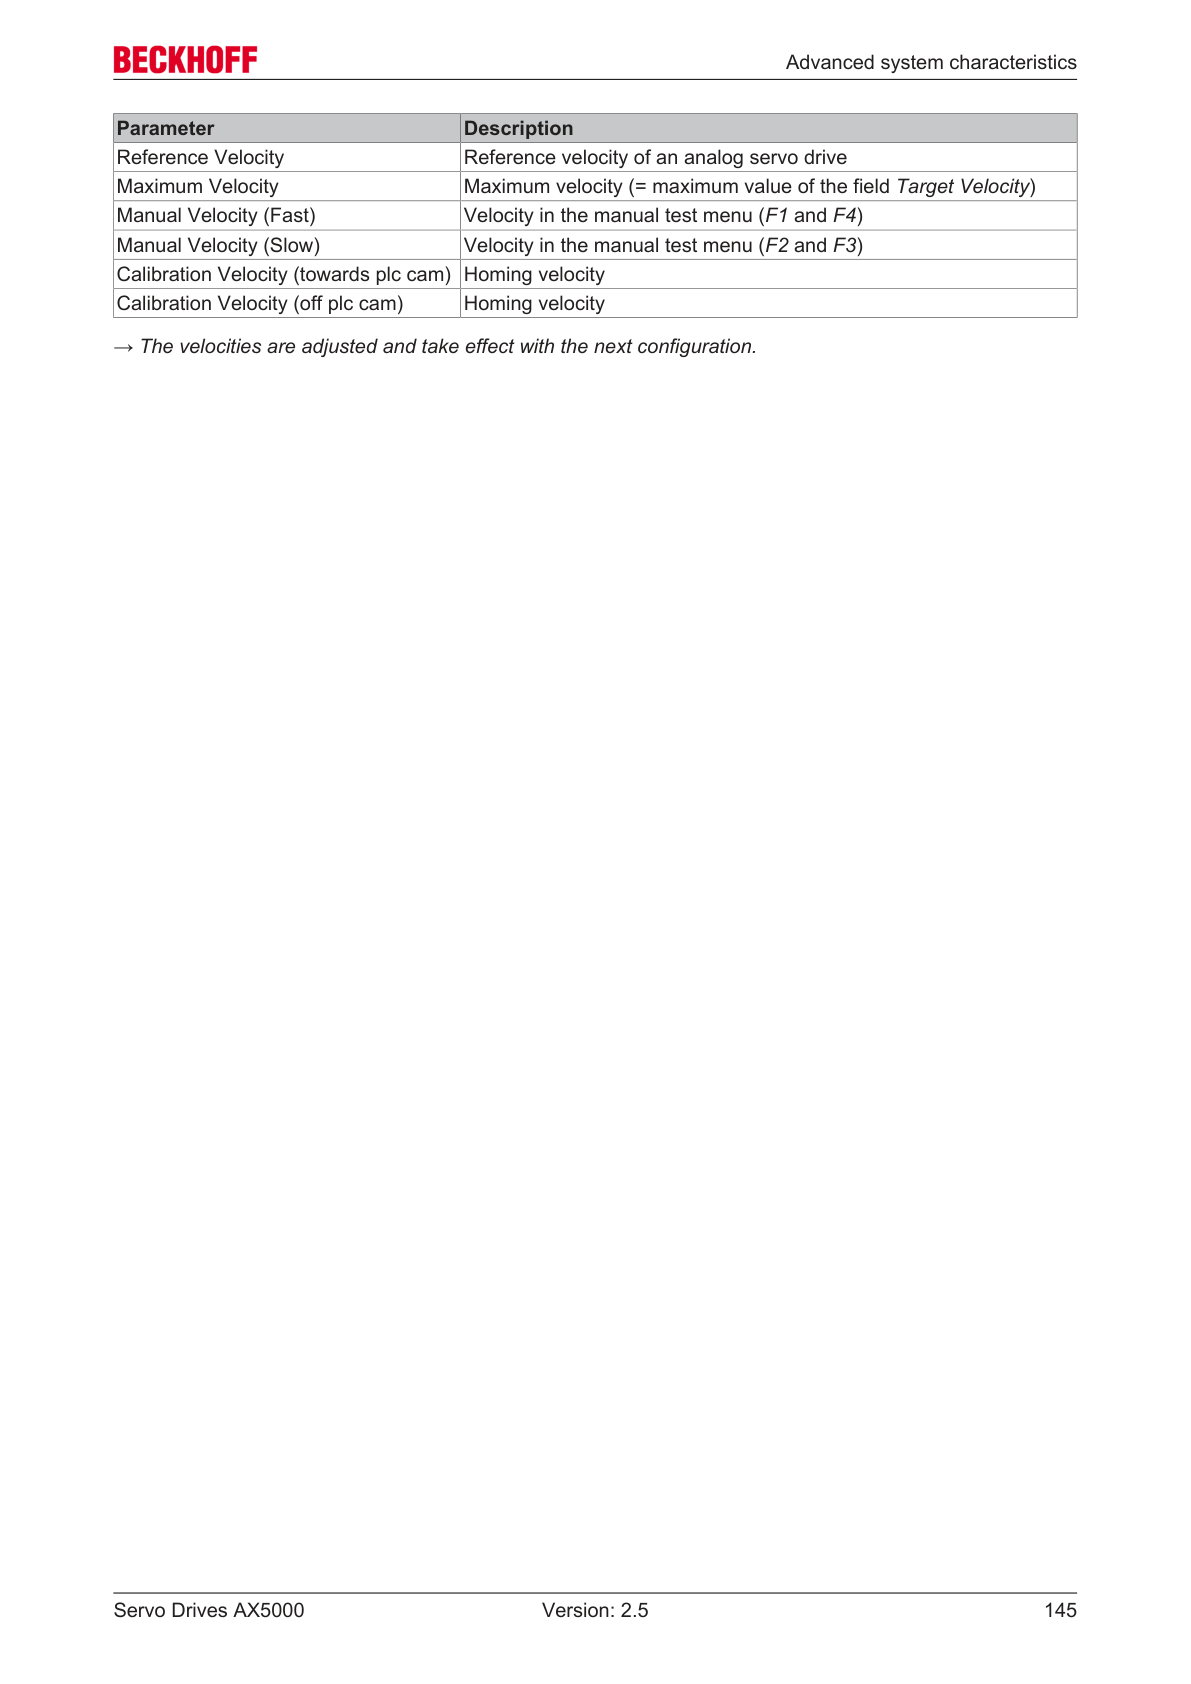 BECKHOFF
Advanced system characteristics
Parameter Description
Reference Velocity Reference velocity of an analog servo drive
Maximum Velocity Maximum velocity (= maximum value of the field Target Velocity)
Manual Velocity (Fast) Velocity in the manual test menu (F1 and F4)
Manual Velocity (Slow) Velocity in the manual test menu (F2 and F3)
Calibration Velocity (towards plc cam) Homing velocity
Calibration Velocity (off plc cam) Homing velocity
→ The velocities are adjusted and take effect with the next configuration.
Servo Drives AX5000 Version: 2.5 145